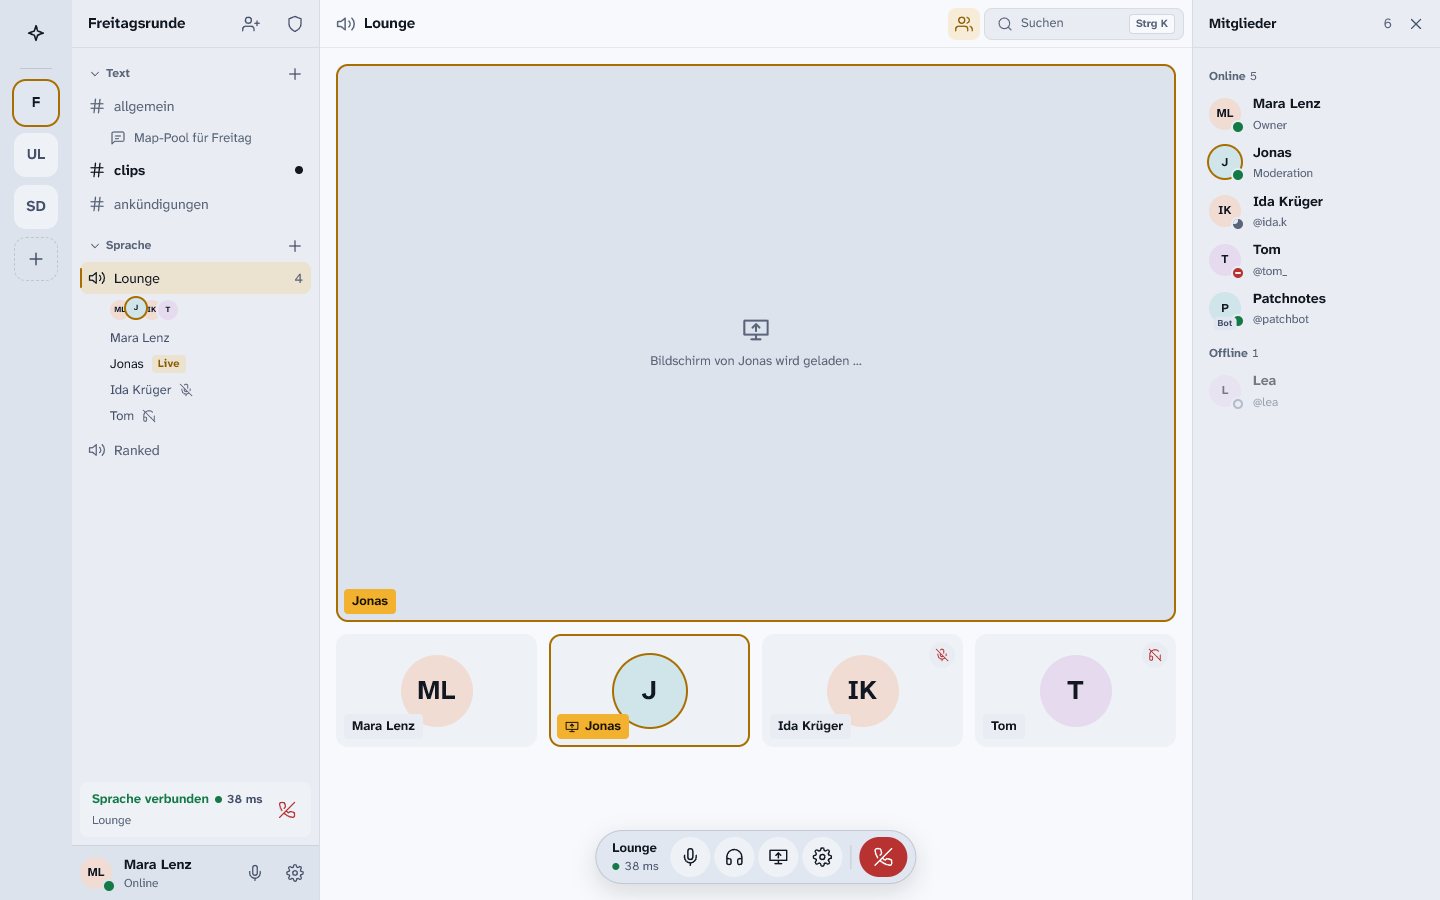 F
UL
SD
Freitagsrunde
Text
allgemein
Map-Pool für Freitag
clips
ankündigungen
Sprache
Lounge 4
ML J IK T
Mara Lenz
Jonas Live
Ida Krüger
Tom
Ranked
Sprache verbunden 38 ms
Lounge
ML Mara Lenz
Online
Lounge
Suchen Strg K
Bildschirm von Jonas wird geladen ...
Jonas
ML
Mara Lenz
J
Jonas
IK
Ida Krüger
T
Tom
Lounge
38 ms
Mitglieder 6
Online 5
ML Mara Lenz
Owner
J Jonas
Moderation
IK Ida Krüger
@ida.k
T Tom
@tom_
P Patchnotes
Bot @patchbot
Offline 1
L Lea
@lea